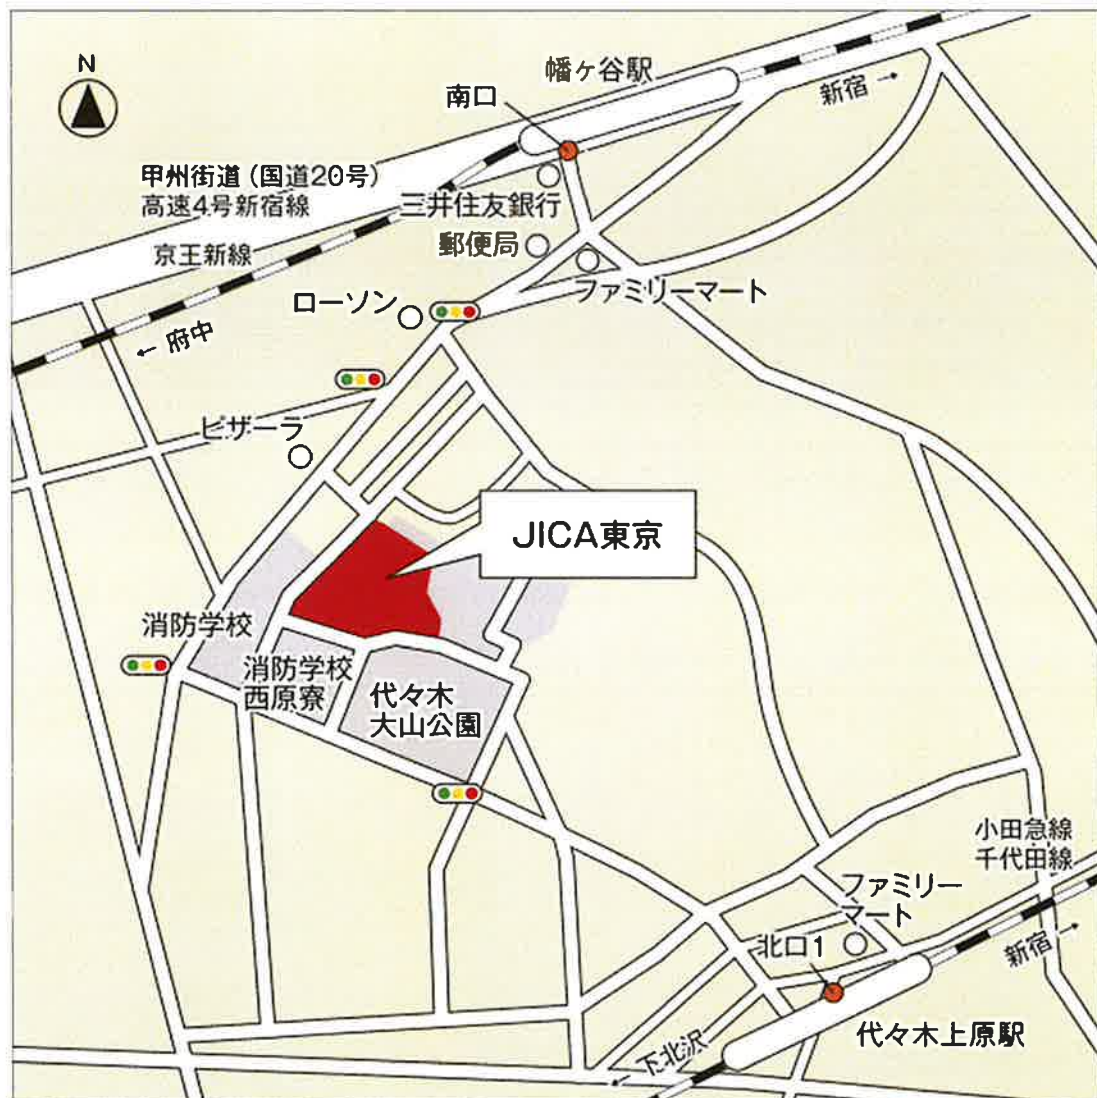 N
幡ヶ谷駅
新宿 →
南口
甲州街道 (国道20号)
高速4号新宿線
三井住友銀行
京王新線
郵便局
ファミリーマート
ローソン
← 府中
ピザーラ
JICA東京
消防学校
消防学校
西原寮
代々木
大山公園
小田急線
千代田線
ファミリー
マート
北口1
新宿 →
代々木上原駅
← 下北沢